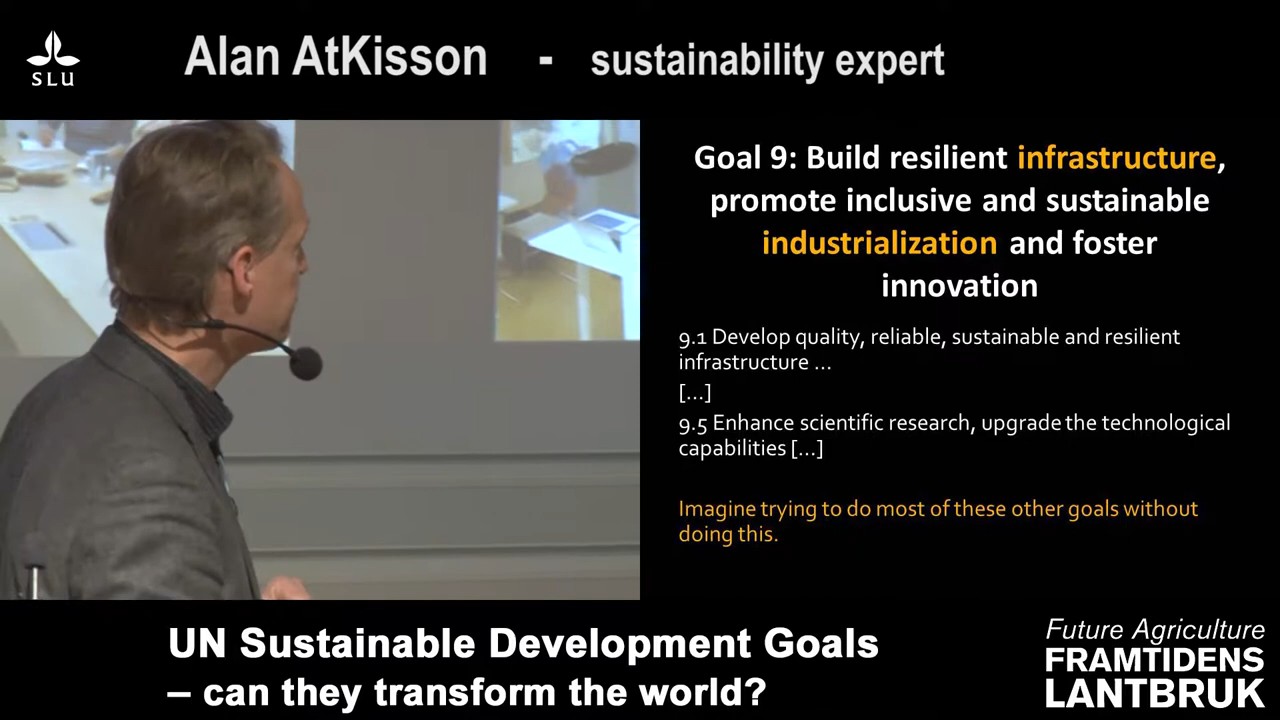 SLU
Alan AtKisson - sustainability expert
Goal 9: Build resilient infrastructure,
promote inclusive and sustainable
industrialization and foster
innovation
9.1 Develop quality, reliable, sustainable and resilient
infrastructure ...
[...]
9.5 Enhance scientific research, upgrade the technological
capabilities [...]
Imagine trying to do most of these other goals without
doing this.
UN Sustainable Development Goals
– can they transform the world?
Future Agriculture
FRAMTIDENS
LANTBRUK